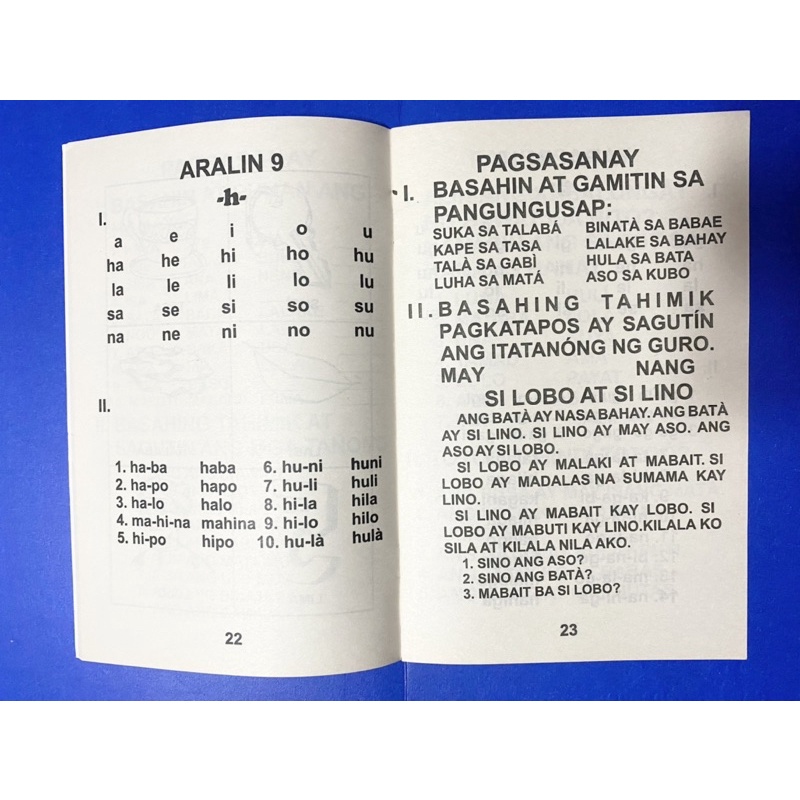 ARALIN 9
-h-
I.
a e i o u
ha he hi ho hu
la le li lo lu
sa se si so su
na ne ni no nu
II.
1. ha-ba haba 6. hu-ni huni
2. ha-po hapo 7. hu-li huli
3. ha-lo halo 8. hi-la hila
4. ma-hi-na mahina 9. hi-lo hilo
5. hi-po hipo 10. hu-là hulà
22
PAGSASANAY
I. BASAHIN AT GAMITIN SA
PANGUNGUSAP:
SUKA SA TALABÁ BINATÀ SA BABAE
KAPE SA TASA LALAKE SA BAHAY
TALÀ SA GABÌ HULA SA BATA
LUHA SA MATÁ ASO SA KUBO
II. BASAHING TAHIMIK
PAGKATAPOS AY SAGUTÍN
ANG ITATANÓNG NG GURO.
MAY NANG
SI LOBO AT SI LINO
ANG BATÀ AY NASA BAHAY. ANG BATÀ
AY SI LINO. SI LINO AY MAY ASO. ANG
ASO AY SI LOBO.
SI LOBO AY MALAKI AT MABAIT. SI
LOBO AY MADALAS NA SUMAMA KAY
LINO.
SI LINO AY MABAIT KAY LOBO. SI
LOBO AY MABUTI KAY LINO.KILALA KO
SILA AT KILALA NILA AKO.
1. SINO ANG ASO?
2. SINO ANG BATÀ?
3. MABAIT BA SI LOBO?
23